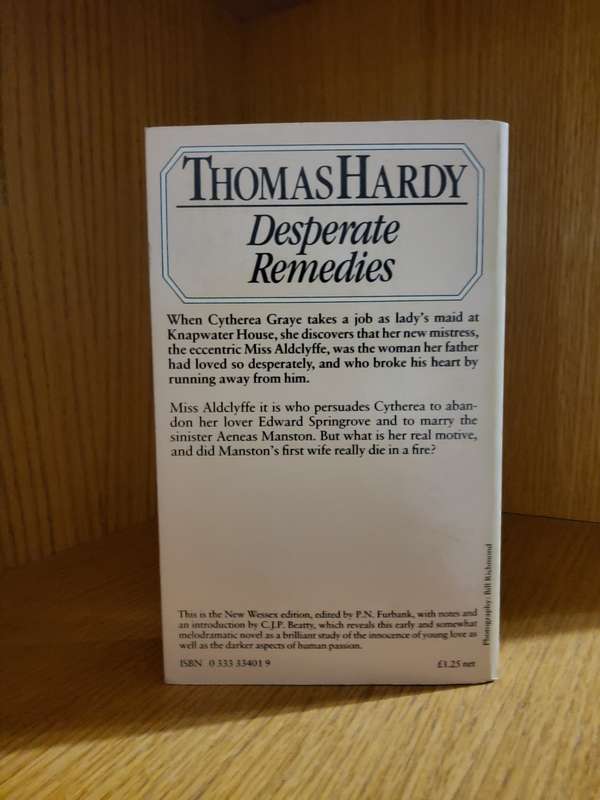 THOMAS HARDY
Desperate
Remedies
When Cytherea Graye takes a job as lady's maid at
Knapwater House, she discovers that her new mistress,
the eccentric Miss Aldclyffe, was the woman her father
had loved so desperately, and who broke his heart by
running away from him.
Miss Aldclyffe it is who persuades Cytherea to aban-
don her lover Edward Springrove and to marry the
sinister Aeneas Manston. But what is her real motive,
and did Manston's first wife really die in a fire?
This is the New Wessex edition, edited by P.N. Furbank, with notes and
an introduction by C.J.P. Beatty, which reveals this early and somewhat
melodramatic novel as a brilliant study of the innocence of young love as
well as the darker aspects of human passion.
ISBN 0 333 33401 9
£1.25 net
Photography: Bill Richmond